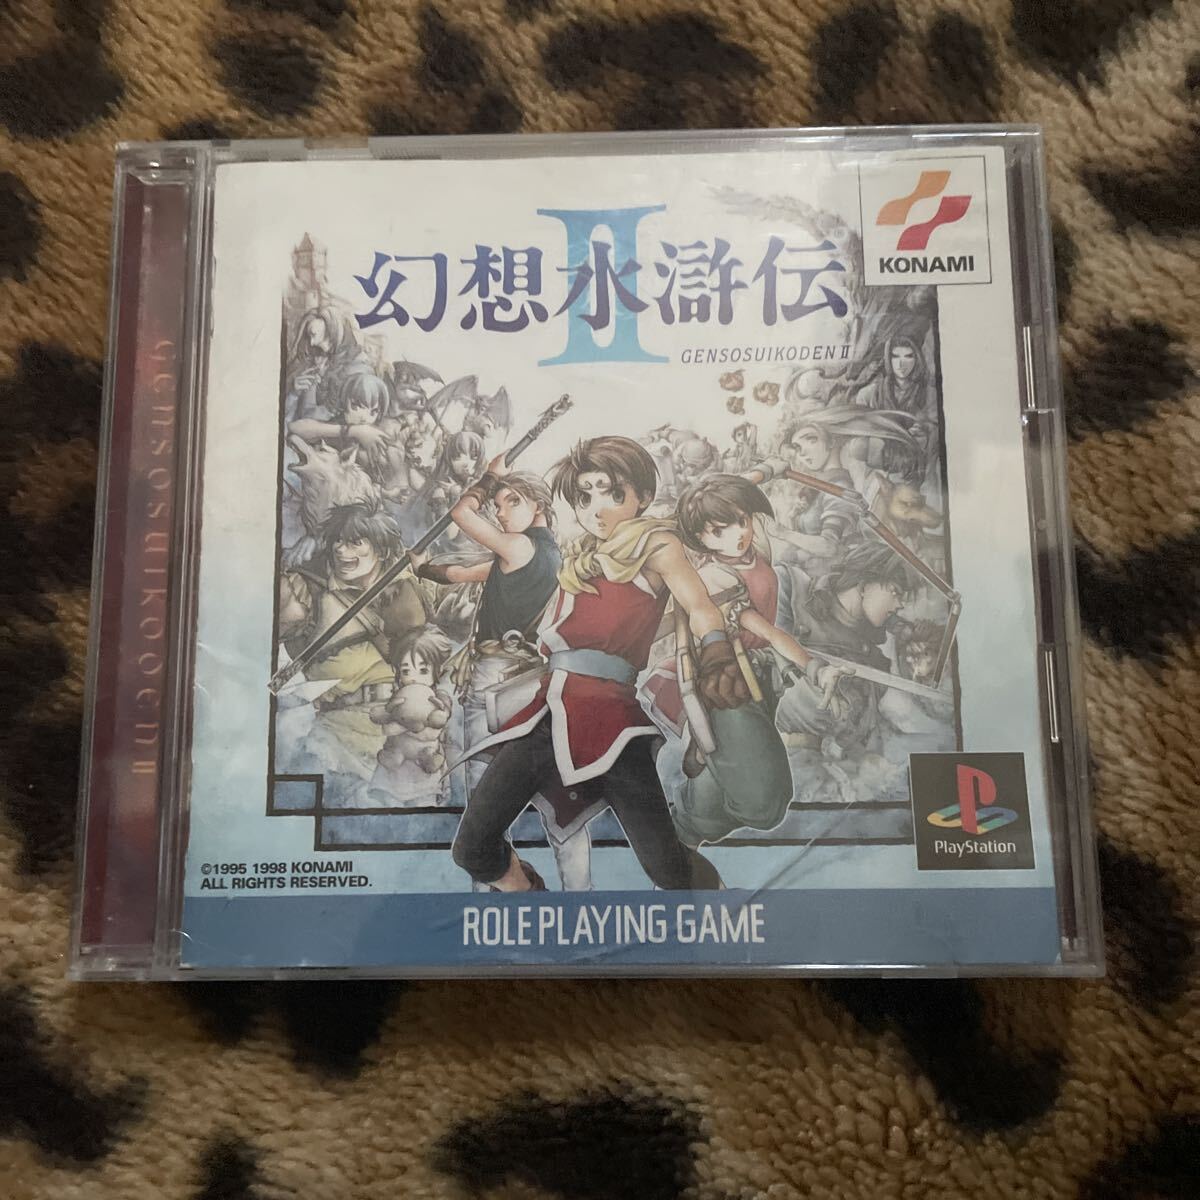 KONAMI
幻想水滸伝
II
®
GENSOSUIKODEN II
Gensosuikoden II
PlayStation
©1995 1998 KONAMI
ALL RIGHTS RESERVED.
ROLE PLAYING GAME